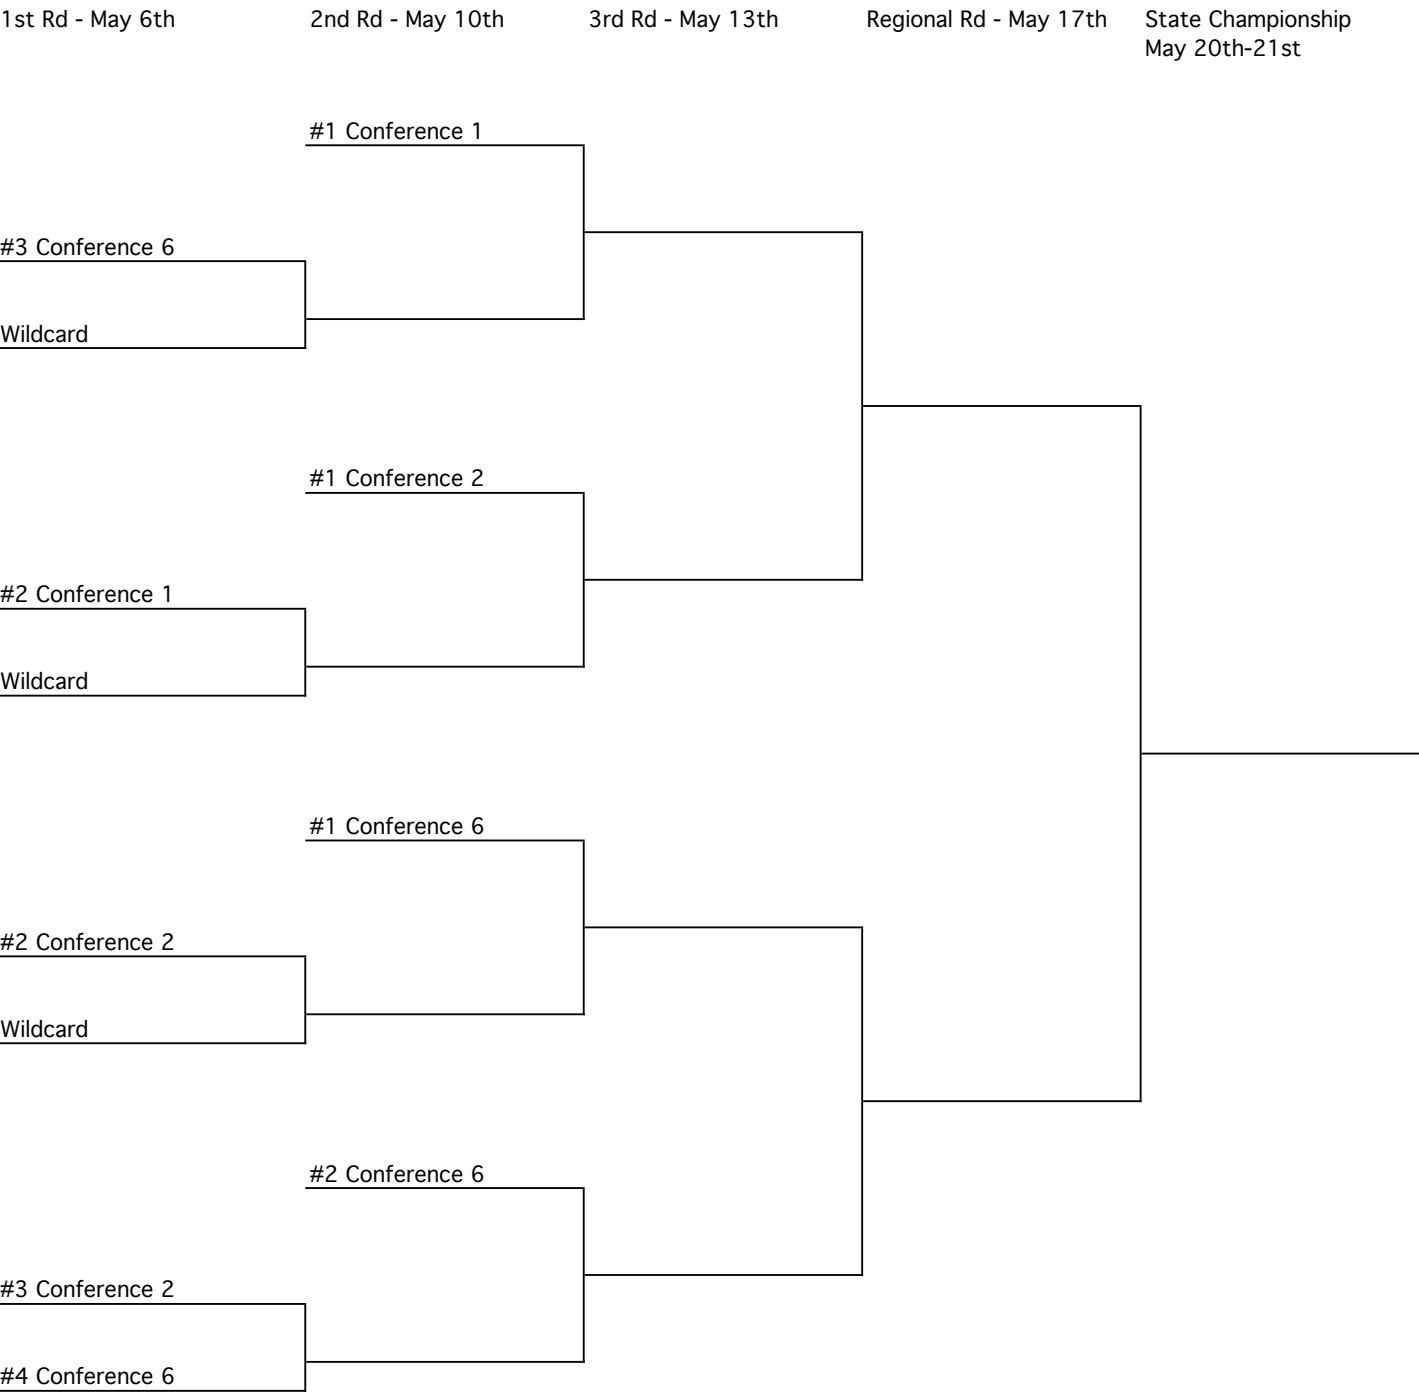 1st Rd - May 6th
2nd Rd - May 10th
3rd Rd - May 13th
Regional Rd - May 17th
State Championship
May 20th-21st
#1 Conference 1
#3 Conference 6
Wildcard
#1 Conference 2
#2 Conference 1
Wildcard
#1 Conference 6
#2 Conference 2
Wildcard
#2 Conference 6
#3 Conference 2
#4 Conference 6